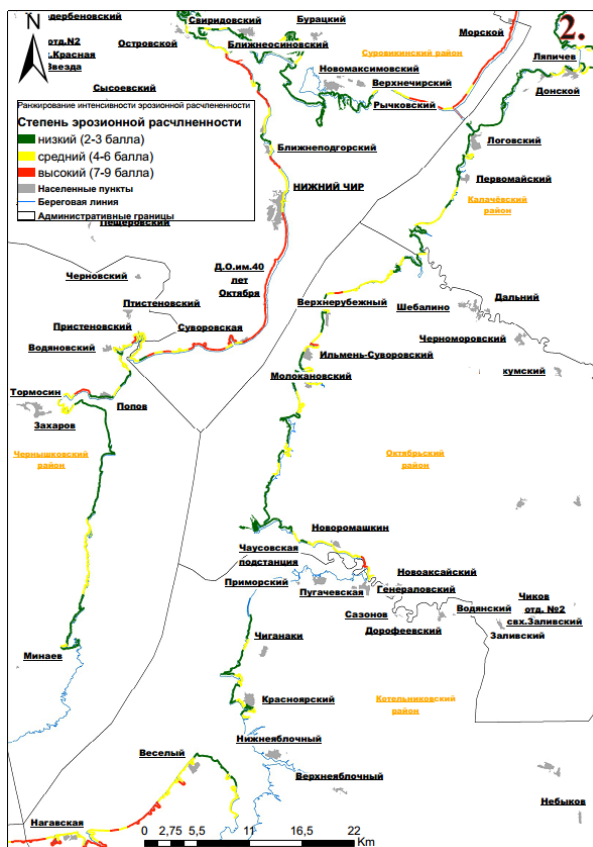 N
дербеновский
Свиридовский
Бурацкий
Морской
2.
отд.N2
Островской
Ближнеосиновский
Суровикинский район
Ляпичев
.Красная
Звезда
Новомаксимовский
Верхнечирский
Донской
Сысоевский
Рычковский
Ранжирование интенсивности эрозионной расчлененности
Степень эрозионной расчлненности
низкий (2-3 балла)
средний (4-6 балла)
высокий (7-9 балла)
Населенные пункты
Береговая линия
Административные границы
Ближнеподгорский
Логовский
Первомайский
НИЖНИЙ ЧИР
Калачёвский
район
Пещеровский
Черновский
Д.О.им.40
лет
Октября
Птистеновский
Верхнерубежный
Шебалино
Дальний
Пристеновский
Суворовская
Водяновский
Черноморовский
Ильмень-Суворовский
Молокановский
кумский
Тормосин
Попов
Захаров
Чернышковский
район
Октябрьский
район
Новоромашкин
Чаусовская
подстанция
Новоаксайский
Приморский
Генераловский
Пугачевская
Чиков
отд. №2
свх.Заливский
Водянский
Сазонов
Дорофеевский
Заливский
Чиганаки
Минаев
Красноярский
Котельниковский
район
Нижнеяблочный
Веселый
Верхнеяблочный
Небыков
Нагавская
0 2,75 5,5 11 16,5 22
Km